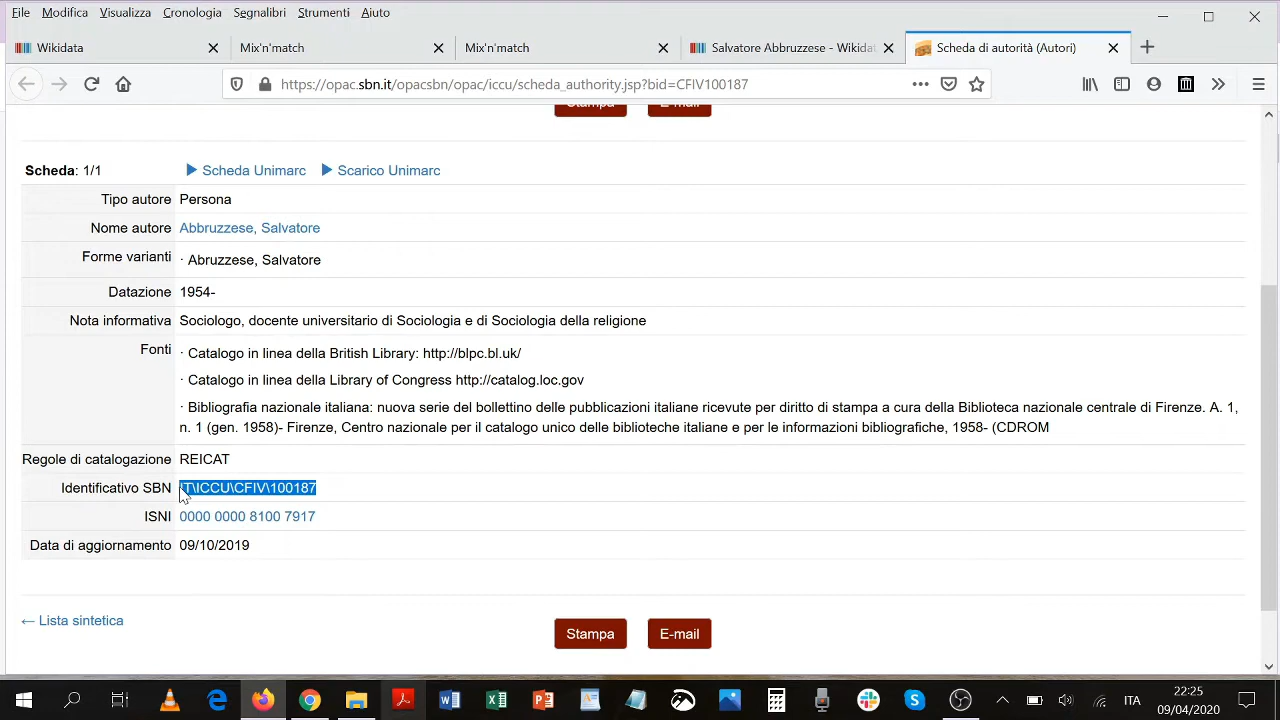 File Modifica Visualizza Cronologia Segnalibri Strumenti Aiuto
Wikidata Mix'n'match Mix'n'match Salvatore Abbruzzese - Wikidat Scheda di autorità (Autori)
https://opac.sbn.it/opacsbn/opac/iccu/scheda_authority.jsp?bid=CFIV100187
Stampa E-mail
Scheda: 1/1 Scheda Unimarc Scarico Unimarc
Tipo autore Persona
Nome autore Abbruzzese, Salvatore
Forme varianti · Abruzzese, Salvatore
Datazione 1954-
Nota informativa Sociologo, docente universitario di Sociologia e di Sociologia della religione
Fonti · Catalogo in linea della British Library: http://blpc.bl.uk/
· Catalogo in linea della Library of Congress http://catalog.loc.gov
· Bibliografia nazionale italiana: nuova serie del bollettino delle pubblicazioni italiane ricevute per diritto di stampa a cura della Biblioteca nazionale centrale di Firenze. A. 1,
n. 1 (gen. 1958)- Firenze, Centro nazionale per il catalogo unico delle biblioteche italiane e per le informazioni bibliografiche, 1958- (CDROM
Regole di catalogazione REICAT
Identificativo SBN IT\ICCU\CFIV\100187
ISNI 0000 0000 8100 7917
Data di aggiornamento 09/10/2019
← Lista sintetica
Stampa E-mail
ITA 22:25
09/04/2020